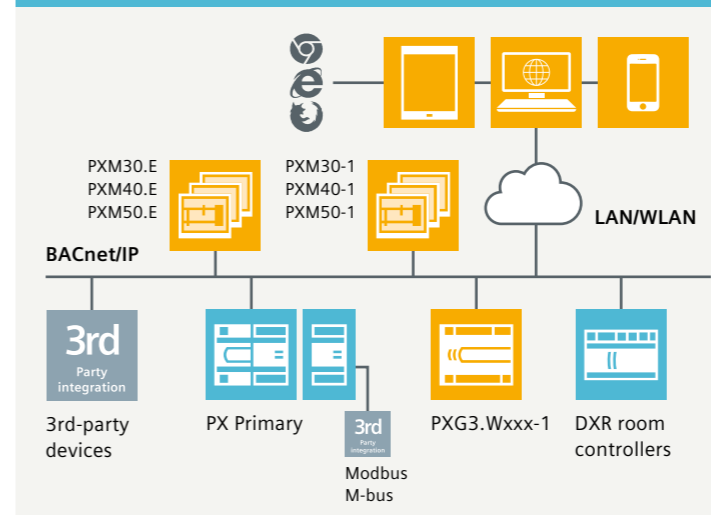 PXM30.E
PXM40.E
PXM50.E
PXM30-1
PXM40-1
PXM50-1
LAN/WLAN
BACnet/IP
3rd
Party
integration
3rd-party
devices
PX Primary
3rd
Party
integration
Modbus
M-bus
PXG3.Wxxx-1
DXR room
controllers